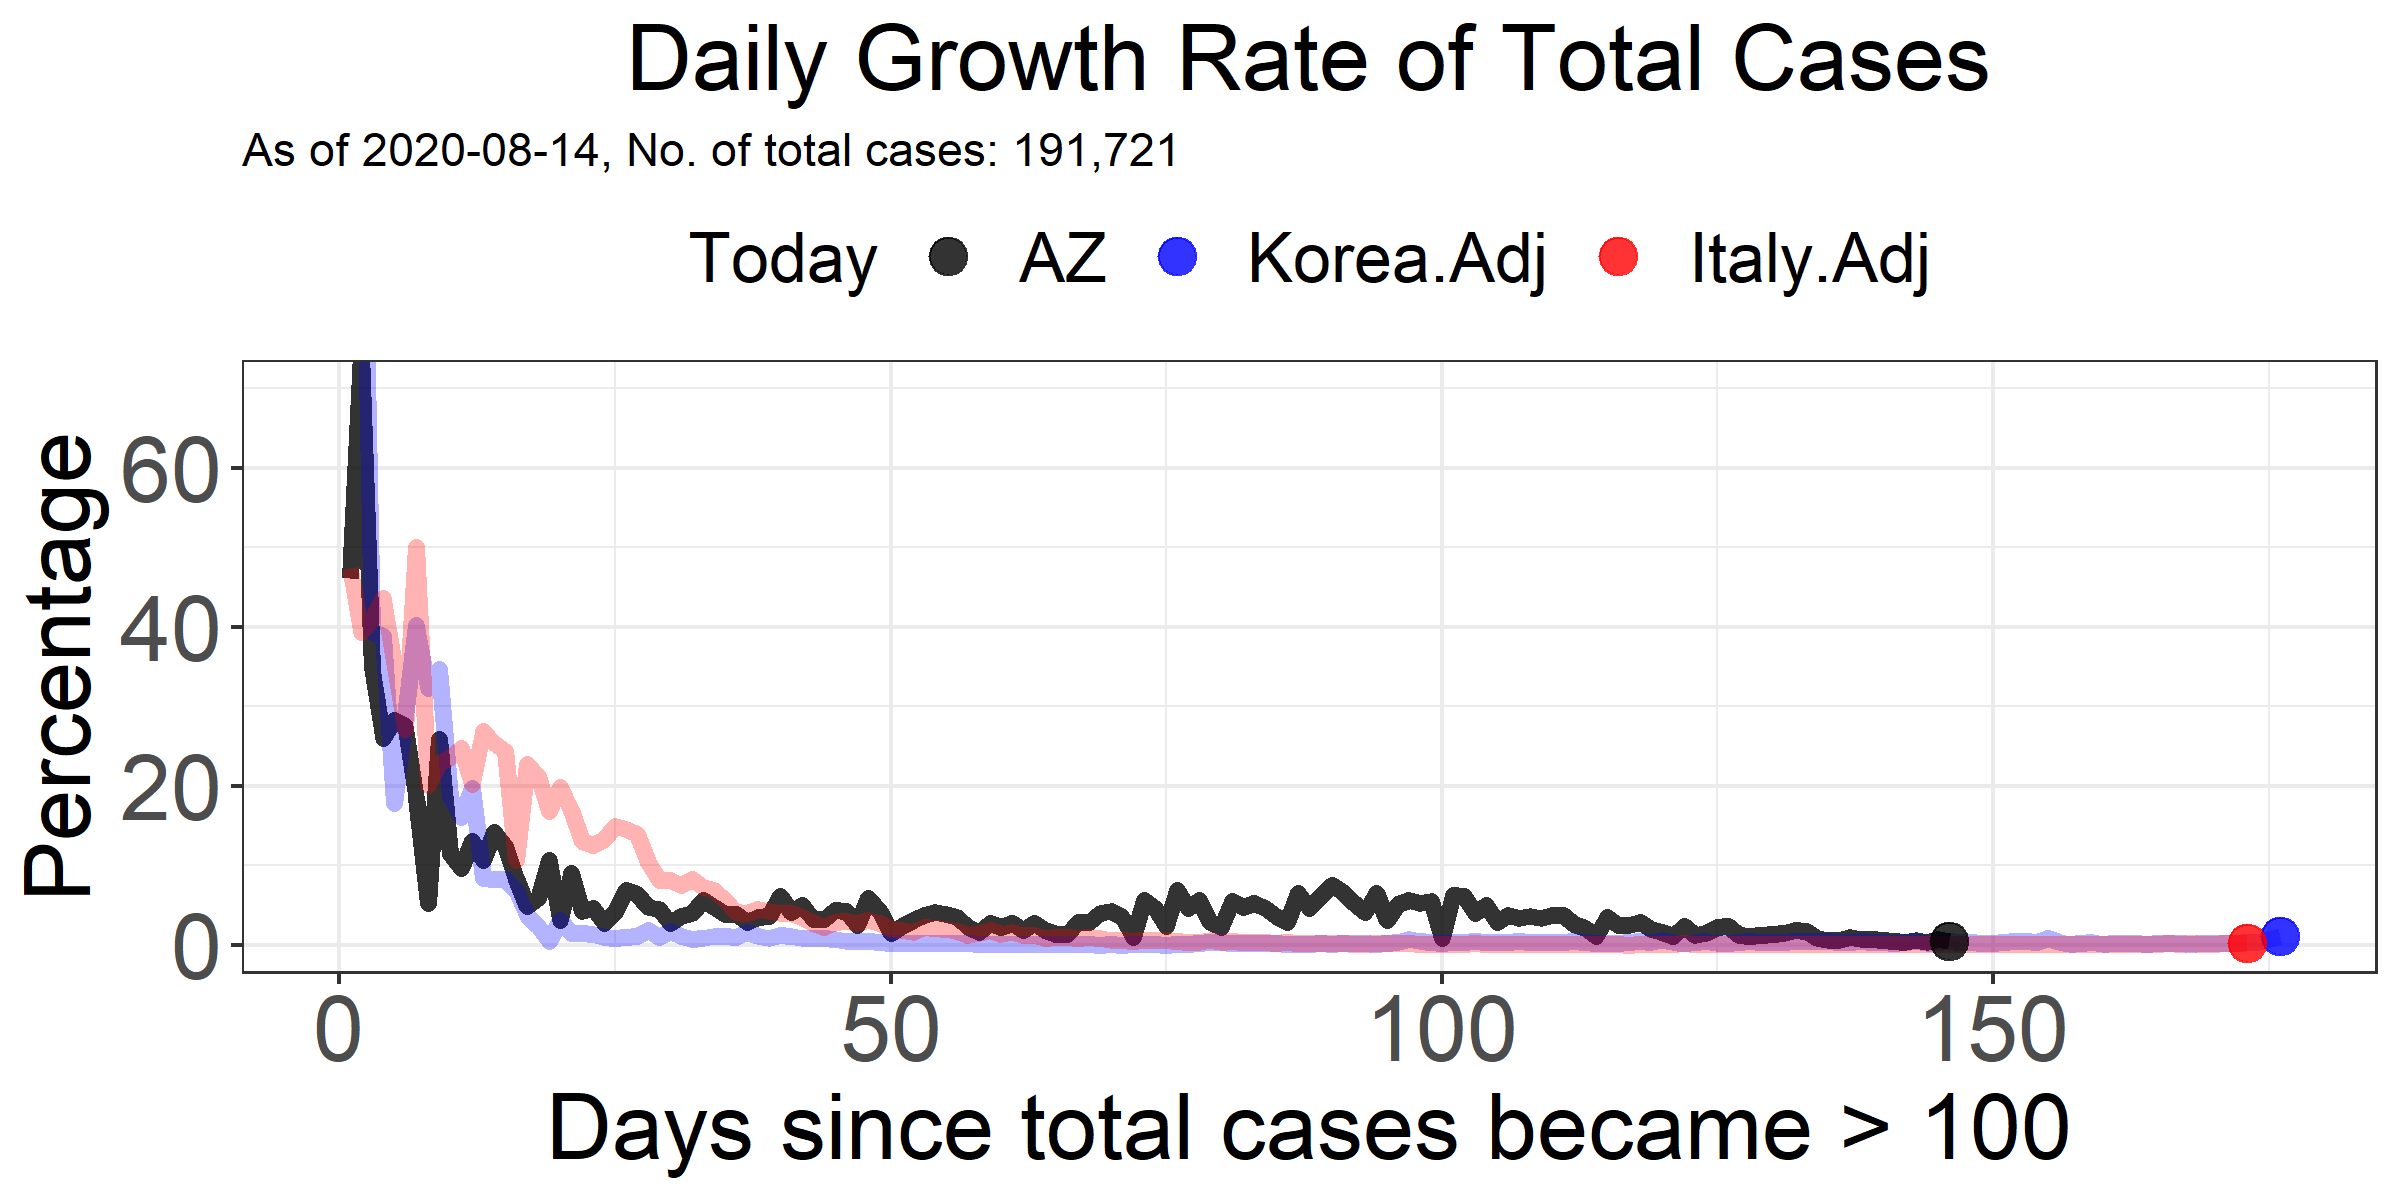 Daily Growth Rate of Total Cases
As of 2020-08-14, No. of total cases: 191,721
Today AZ Korea.Adj Italy.Adj
Percentage
60
40
20
0
0 50 100 150
Days since total cases became > 100